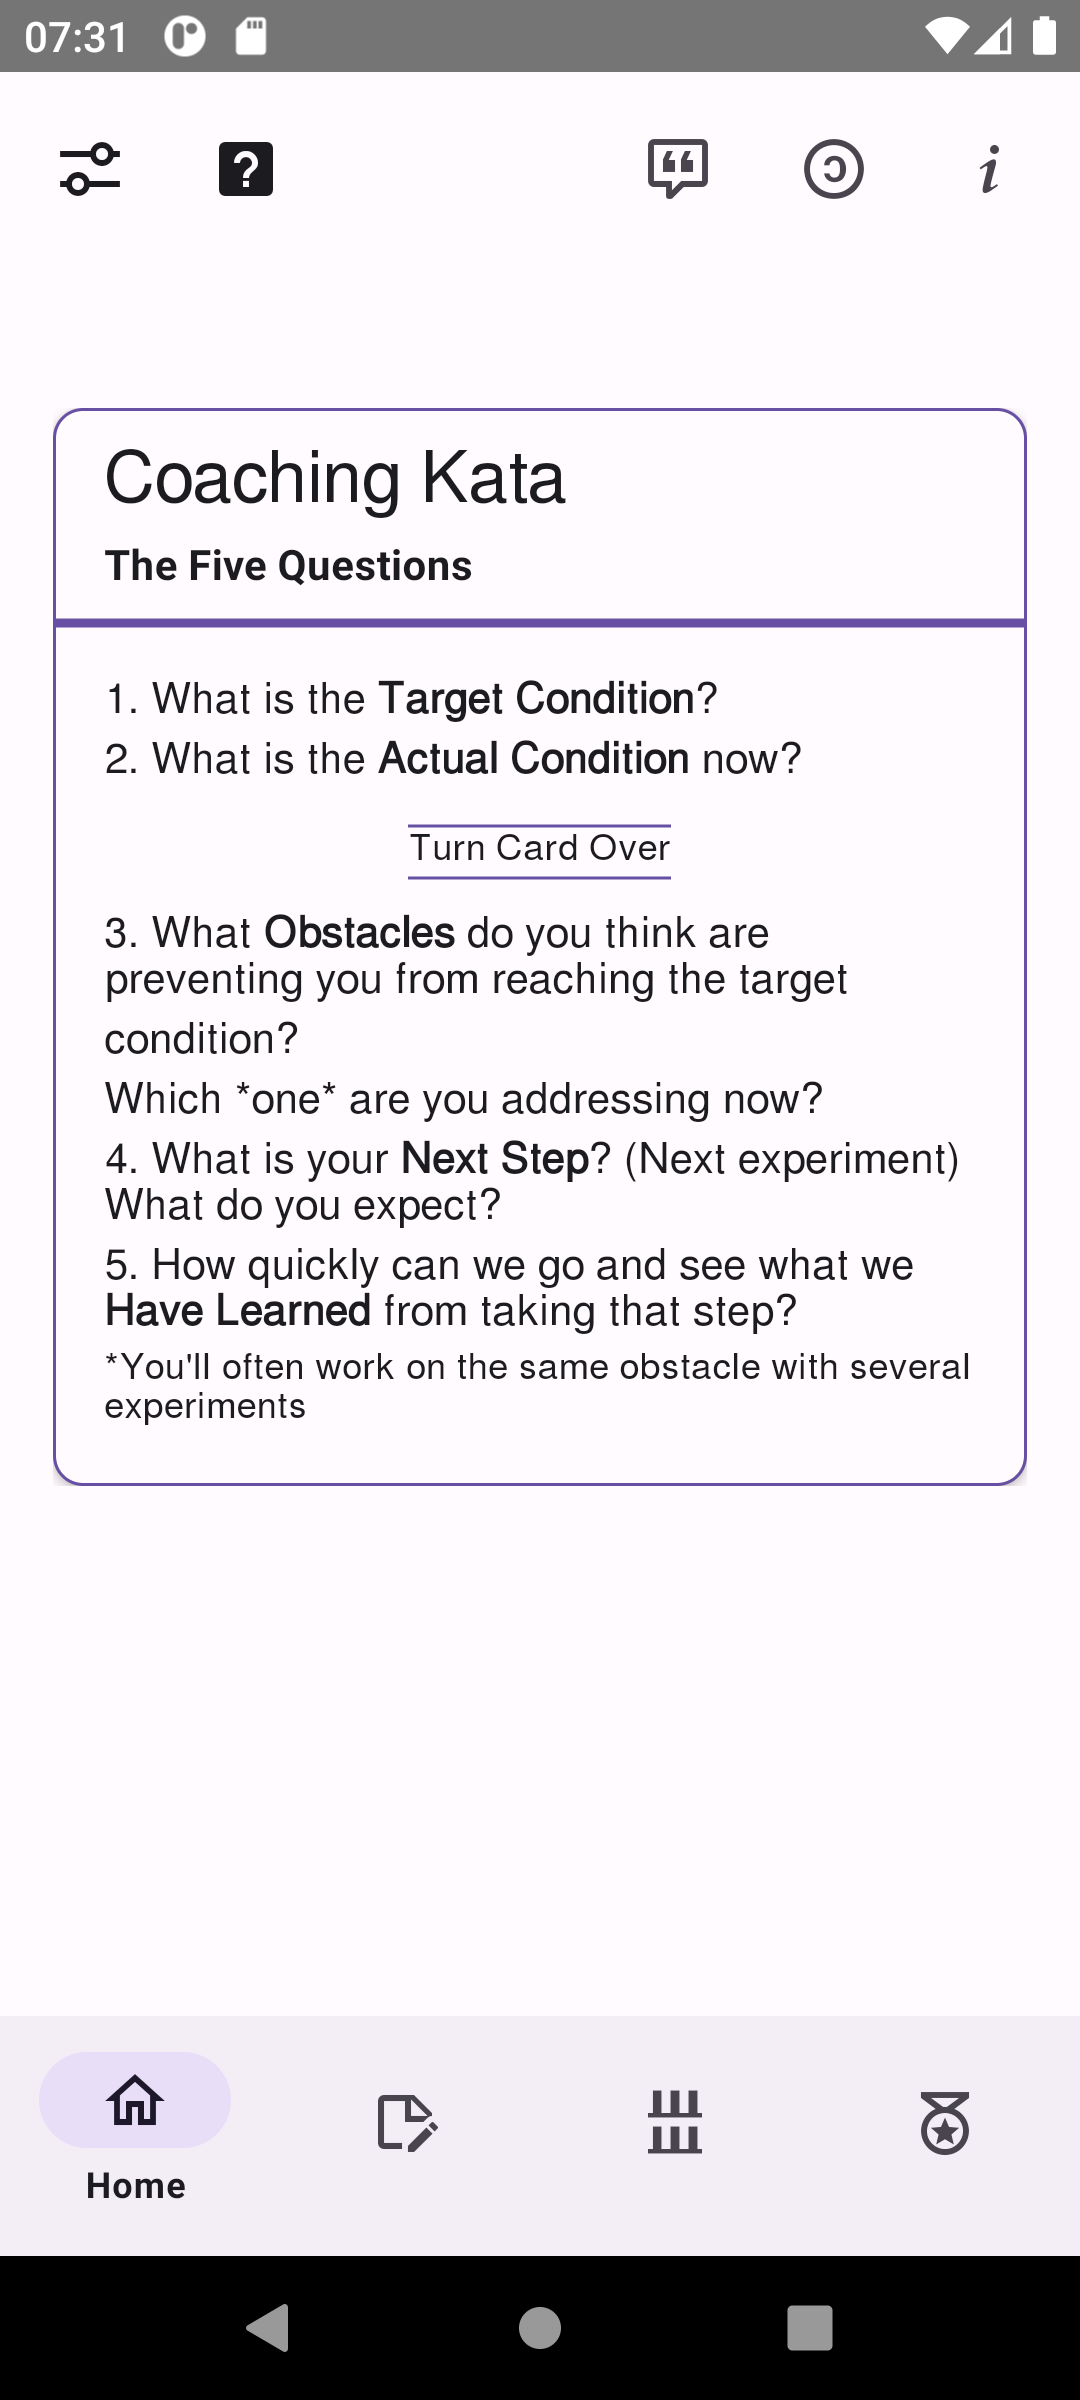 07:31
Coaching Kata
The Five Questions
1. What is the Target Condition?
2. What is the Actual Condition now?
Turn Card Over
3. What Obstacles do you think are
preventing you from reaching the target
condition?
Which *one* are you addressing now?
4. What is your Next Step? (Next experiment)
What do you expect?
5. How quickly can we go and see what we
Have Learned from taking that step?
*You'll often work on the same obstacle with several
experiments
Home